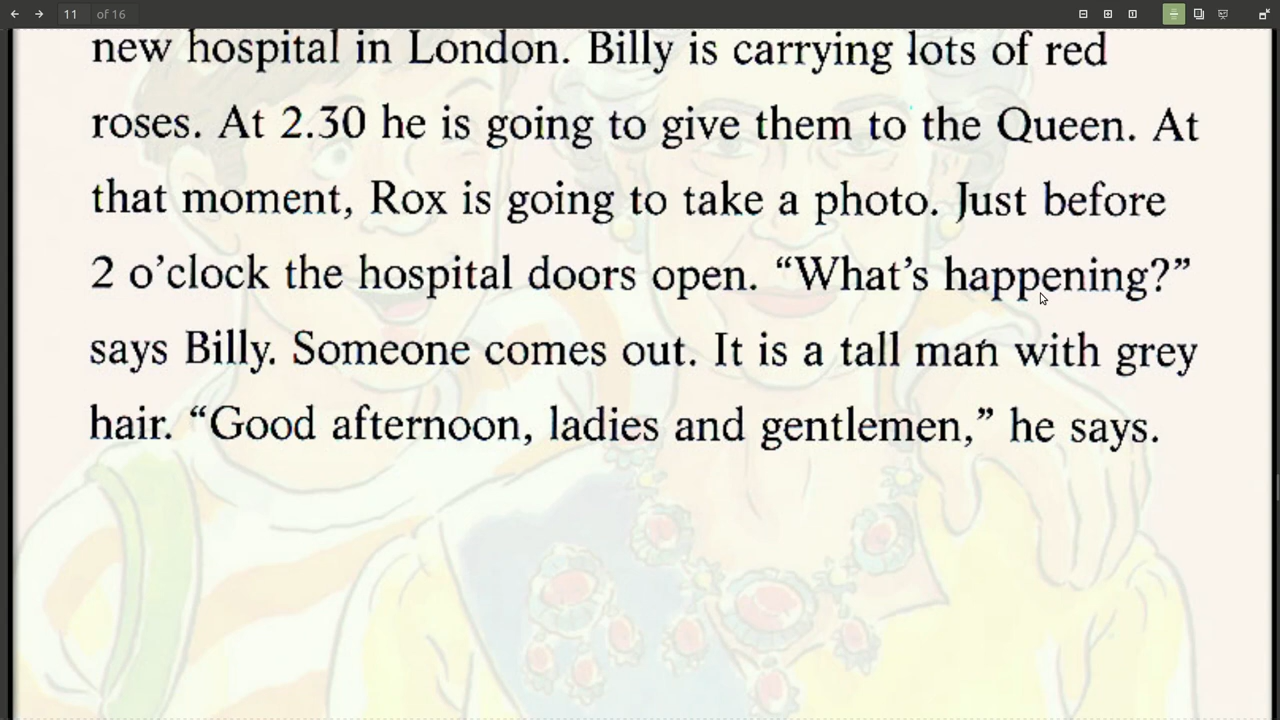 11 of 16
new hospital in London. Billy is carrying lots of red
roses. At 2.30 he is going to give them to the Queen. At
that moment, Rox is going to take a photo. Just before
2 o’clock the hospital doors open. “What’s happening?”
says Billy. Someone comes out. It is a tall man with grey
hair. “Good afternoon, ladies and gentlemen,” he says.